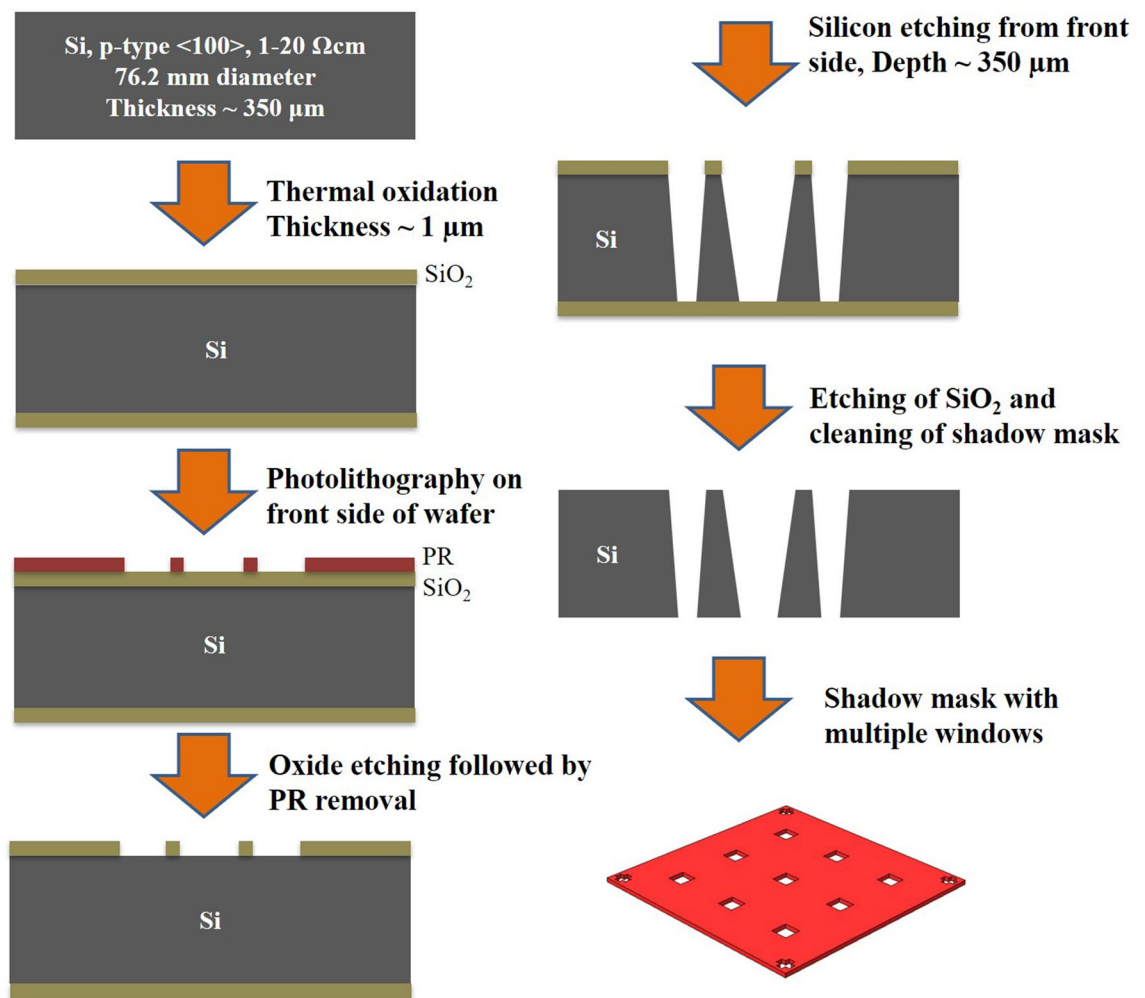 Si, p-type <100>, 1-20 Ωcm
76.2 mm diameter
Thickness ~ 350 µm
Thermal oxidation
Thickness ~ 1 µm
SiO₂
Si
Photolithography on
front side of wafer
PR
SiO₂
Si
Oxide etching followed by
PR removal
Si
Silicon etching from front
side, Depth ~ 350 µm
Si
Etching of SiO₂ and
cleaning of shadow mask
Si
Shadow mask with
multiple windows